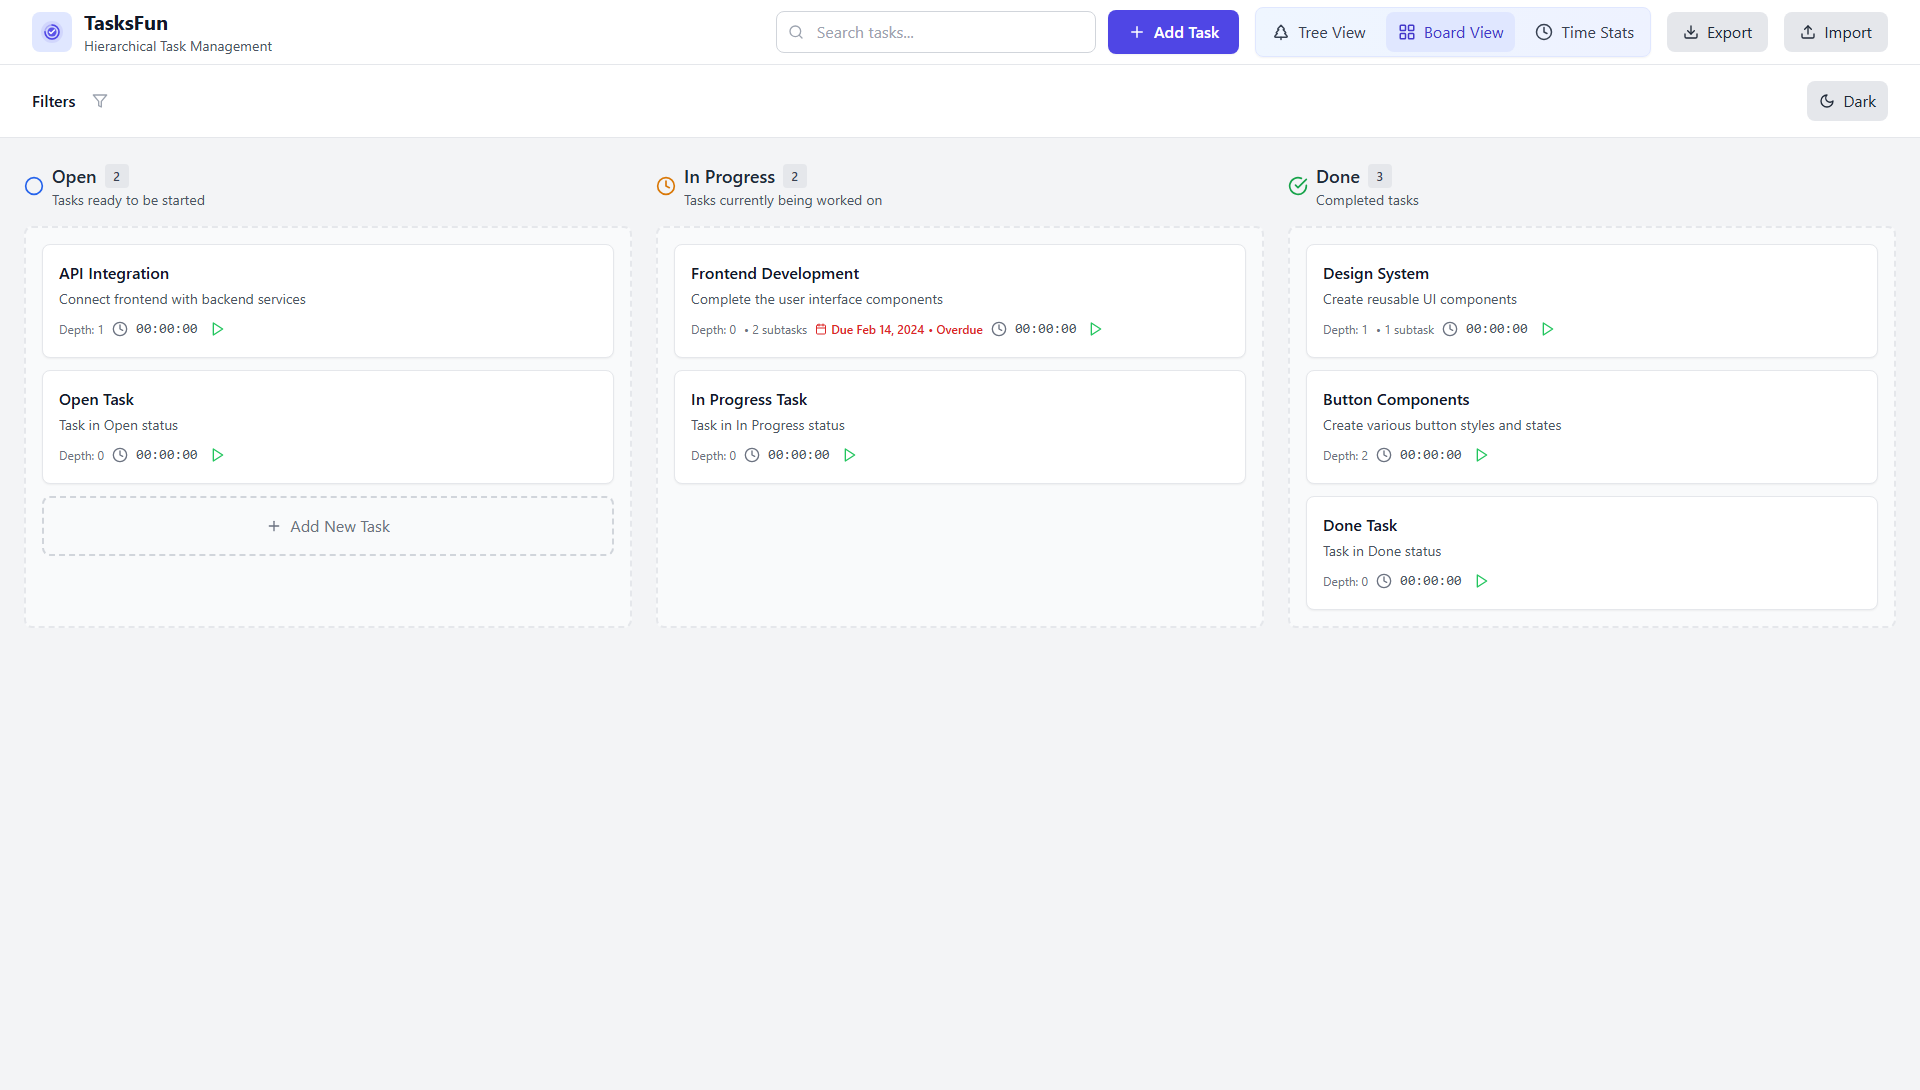 TasksFun
Hierarchical Task Management
Search tasks...
Add Task
Tree View
Board View
Time Stats
Export
Import
Filters
Dark
Open 2
Tasks ready to be started
API Integration
Connect frontend with backend services
Depth: 1 00:00:00
Open Task
Task in Open status
Depth: 0 00:00:00
Add New Task
In Progress 2
Tasks currently being worked on
Frontend Development
Complete the user interface components
Depth: 0 • 2 subtasks Due Feb 14, 2024 • Overdue 00:00:00
In Progress Task
Task in In Progress status
Depth: 0 00:00:00
Done 3
Completed tasks
Design System
Create reusable UI components
Depth: 1 • 1 subtask 00:00:00
Button Components
Create various button styles and states
Depth: 2 00:00:00
Done Task
Task in Done status
Depth: 0 00:00:00